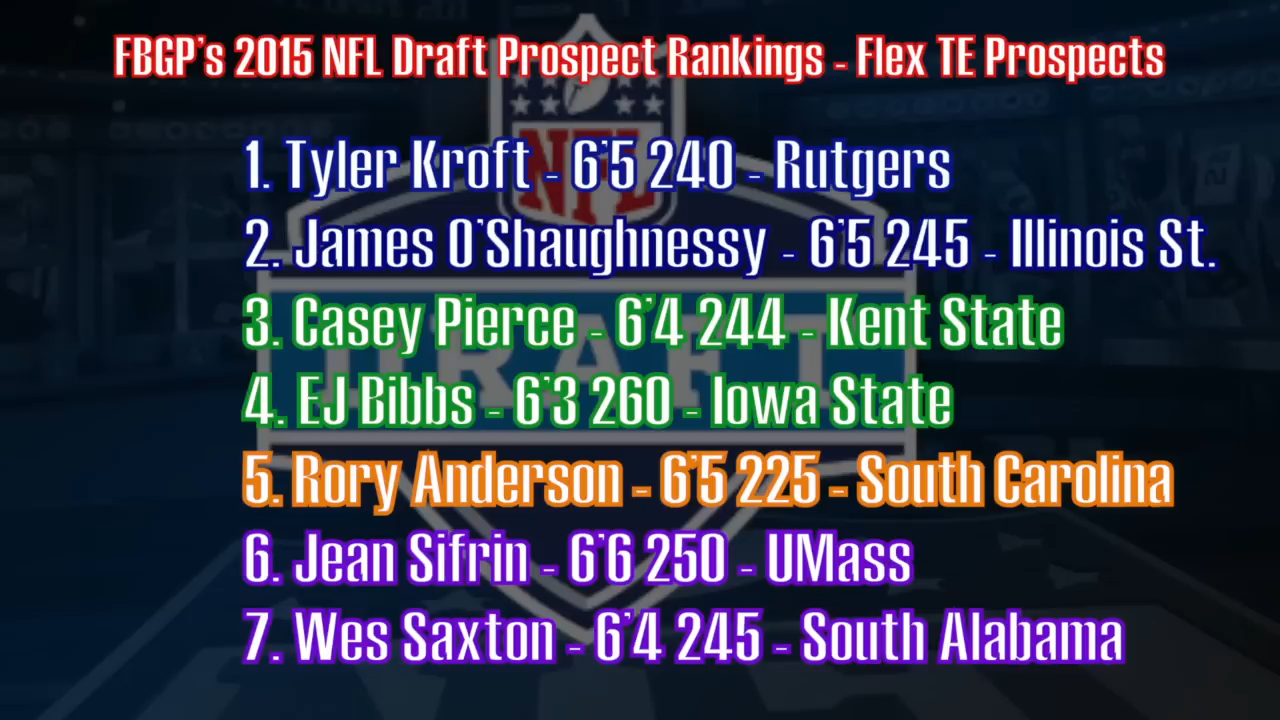 FBGP's 2015 NFL Draft Prospect Rankings - Flex TE Prospects
NFL
1. Tyler Kroft - 6'5 240 - Rutgers
2. James O'Shaughnessy - 6'5 245 - Illinois St.
3. Casey Pierce - 6'4 244 - Kent State
DRAFT
4. EJ Bibbs - 6'3 260 - Iowa State
5. Rory Anderson - 6'5 225 - South Carolina
6. Jean Sifrin - 6'6 250 - UMass
7. Wes Saxton - 6'4 245 - South Alabama